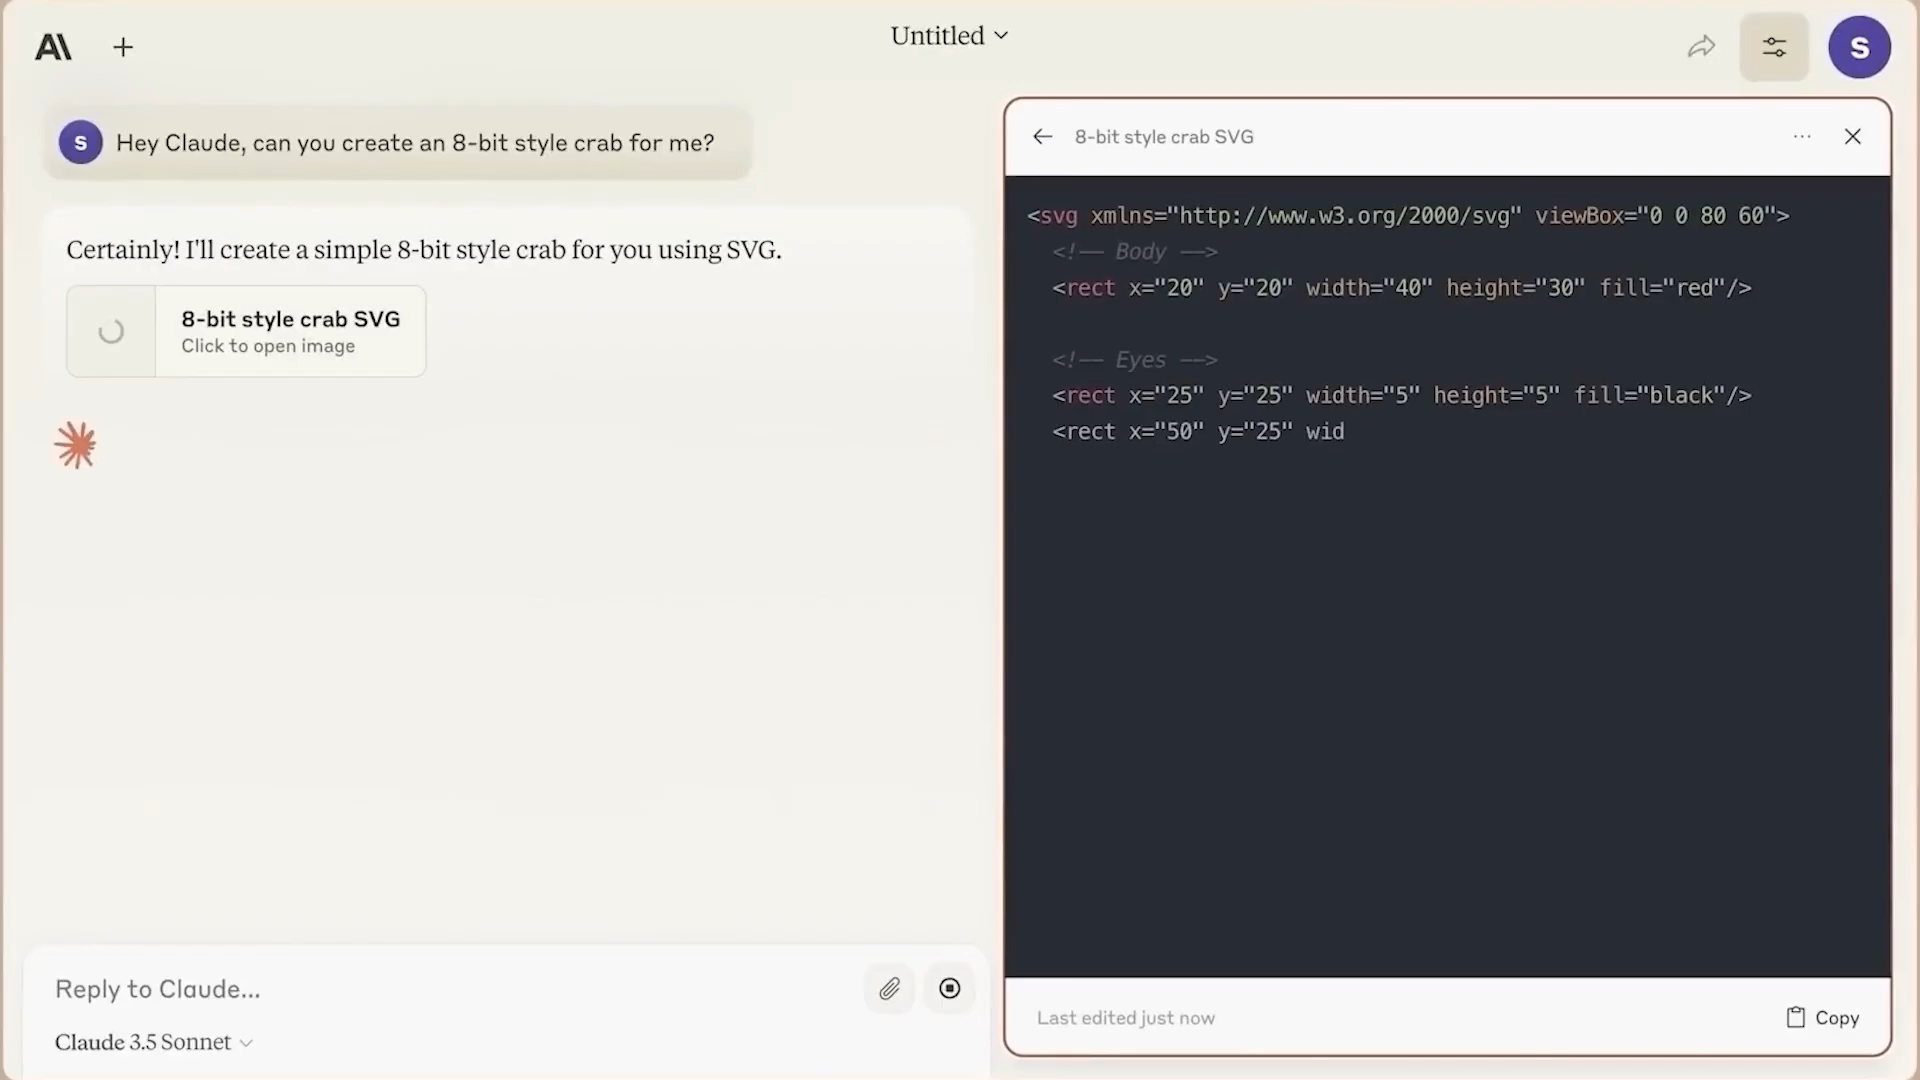 A\
Untitled
S
S
Hey Claude, can you create an 8-bit style crab for me?
Certainly! I'll create a simple 8-bit style crab for you using SVG.
8-bit style crab SVG
Click to open image
Reply to Claude...
Claude 3.5 Sonnet
8-bit style crab SVG
<svg xmlns="http://www.w3.org/2000/svg" viewBox="0 0 80 60">
<!-- Body -->
<rect x="20" y="20" width="40" height="30" fill="red"/>
<!-- Eyes -->
<rect x="25" y="25" width="5" height="5" fill="black"/>
<rect x="50" y="25" wid
Last edited just now
Copy